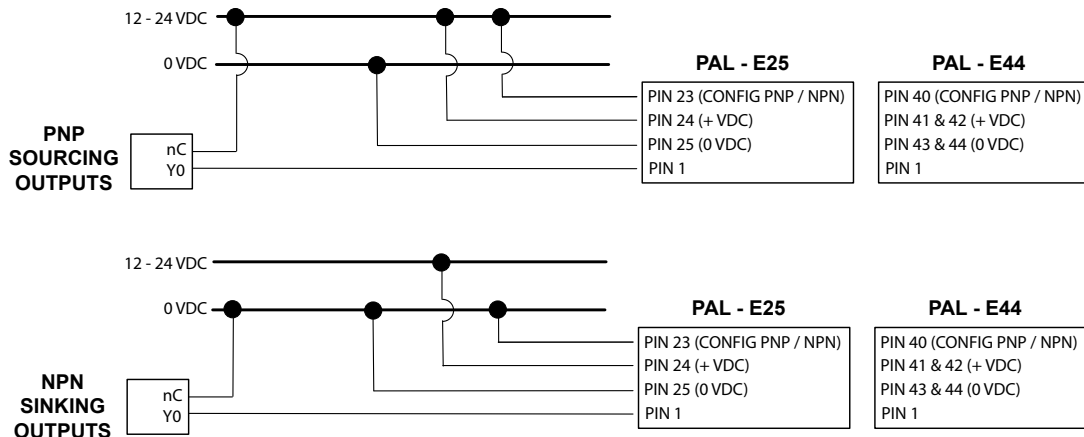 12 - 24 VDC
0 VDC
PNP
SOURCING
OUTPUTS
nC
Y0
PAL - E25
PIN 23 (CONFIG PNP / NPN)
PIN 24 (+ VDC)
PIN 25 (0 VDC)
PIN 1
PAL - E44
PIN 40 (CONFIG PNP / NPN)
PIN 41 & 42 (+ VDC)
PIN 43 & 44 (0 VDC)
PIN 1
12 - 24 VDC
0 VDC
NPN
SINKING
OUTPUTS
nC
Y0
PAL - E25
PIN 23 (CONFIG PNP / NPN)
PIN 24 (+ VDC)
PIN 25 (0 VDC)
PIN 1
PAL - E44
PIN 40 (CONFIG PNP / NPN)
PIN 41 & 42 (+ VDC)
PIN 43 & 44 (0 VDC)
PIN 1